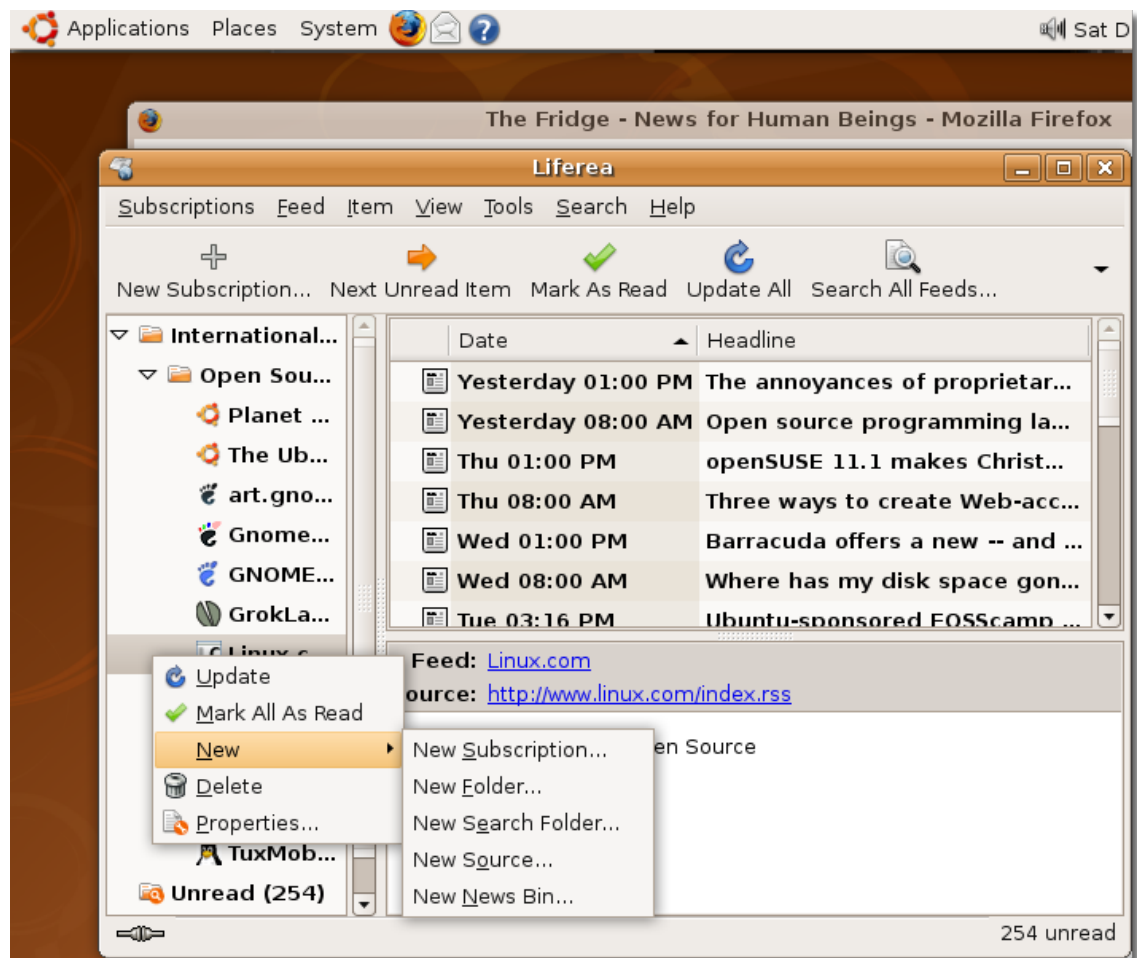 Applications Places System Sat D
The Fridge - News for Human Beings - Mozilla Firefox
Liferea
Subscriptions Feed Item View Tools Search Help
New Subscription... Next Unread Item Mark As Read Update All Search All Feeds...
International...
Open Sou...
Planet ...
The Ub...
art.gno...
Gnome...
GNOME...
GrokLa...
Linux.c
Date Headline
Yesterday 01:00 PM The annoyances of proprietar...
Yesterday 08:00 AM Open source programming la...
Thu 01:00 PM openSUSE 11.1 makes Christ...
Thu 08:00 AM Three ways to create Web-acc...
Wed 01:00 PM Barracuda offers a new -- and ...
Wed 08:00 AM Where has my disk space gon...
Tue 03:16 PM Ubuntu-sponsored FOSScamp ...
Feed: Linux.com
ource: http://www.linux.com/index.rss
en Source
Update
Mark All As Read
New
Delete
Properties...
New Subscription...
New Folder...
New Search Folder...
New Source...
New News Bin...
TuxMob...
Unread (254)
254 unread